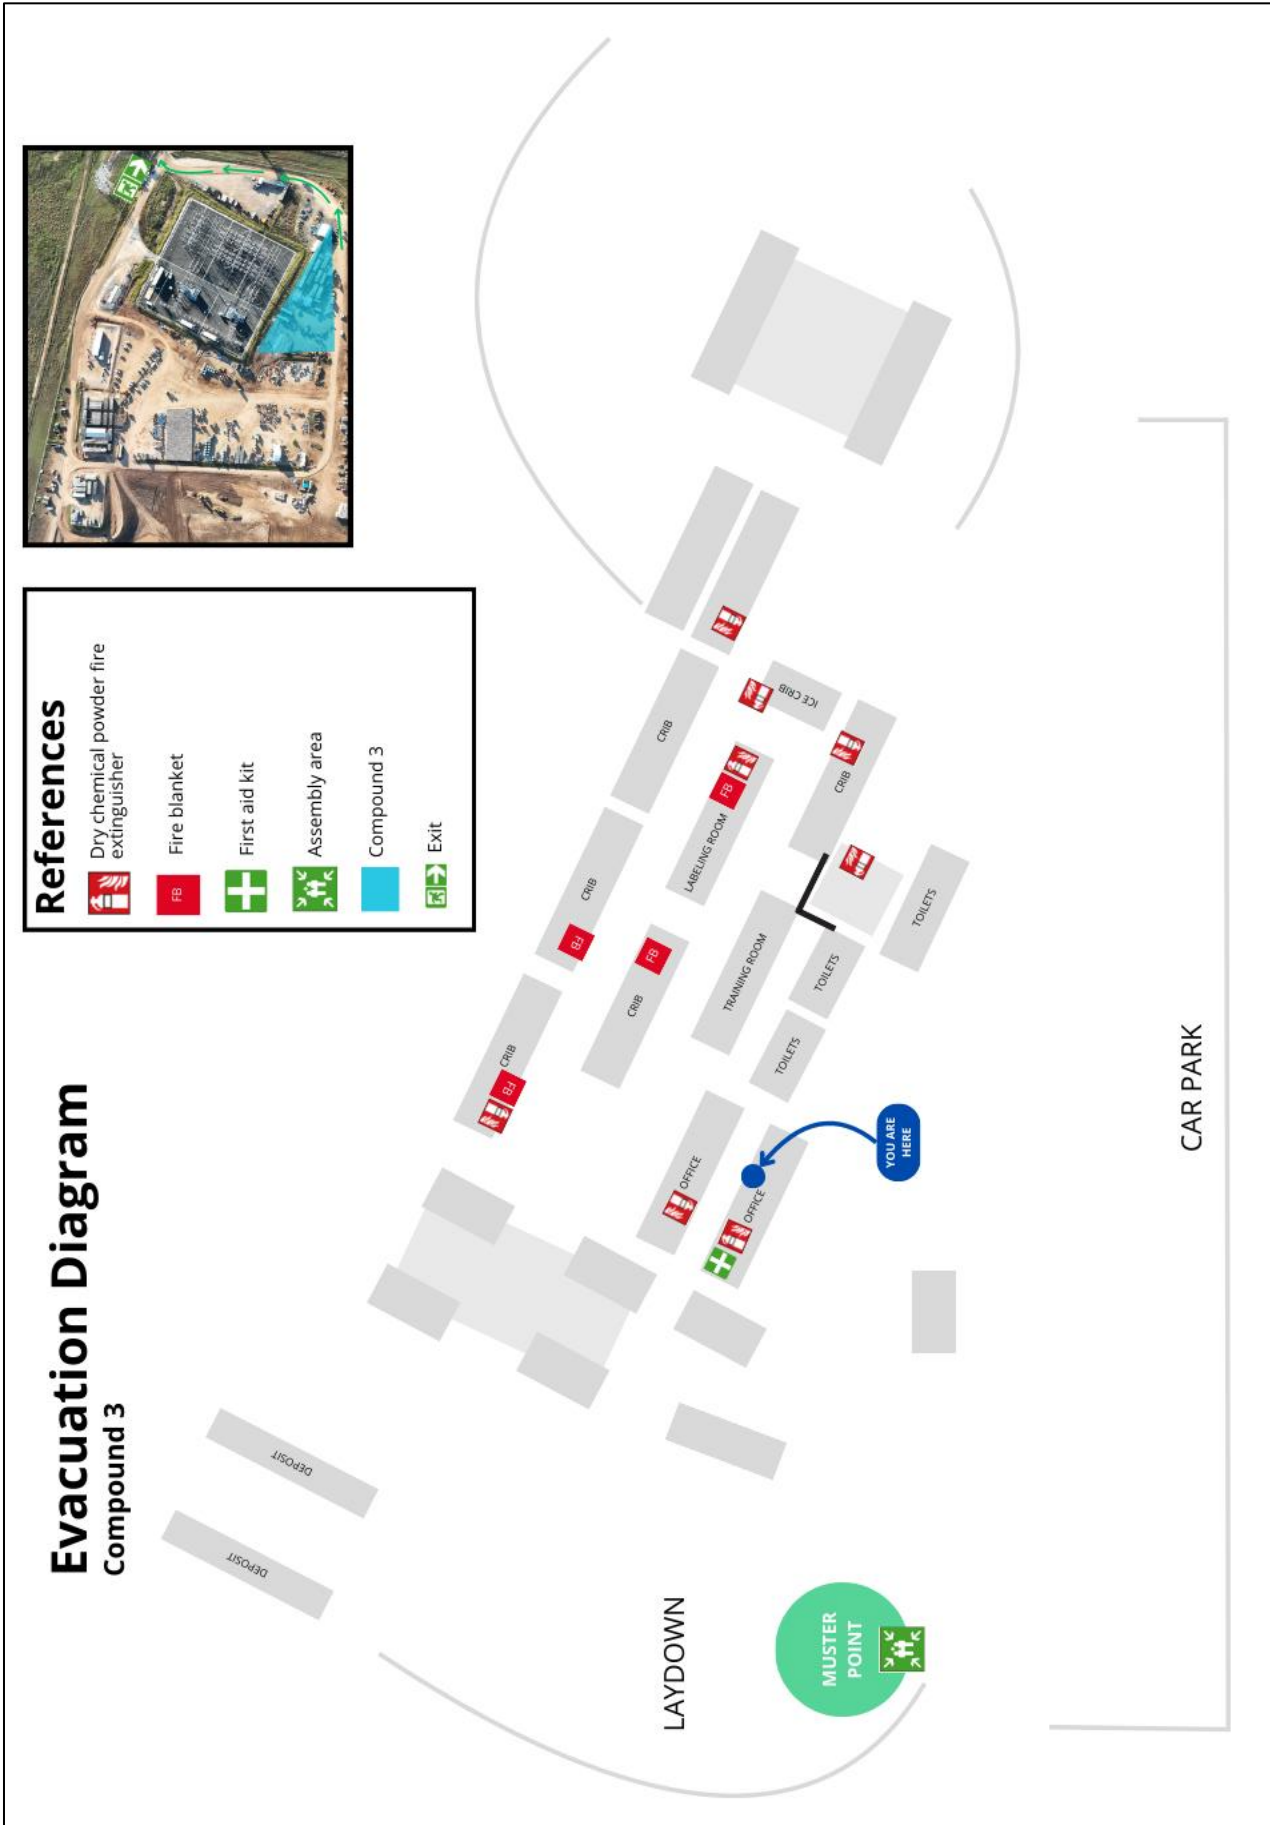 Evacuation Diagram
Compound 3
References
Dry chemical powder fire
extinguisher
FB
Fire blanket
First aid kit
Assembly area
Compound 3
Exit
DEPOSIT
DEPOSIT
CRIB
FB
CRIB
FB
CRIB
CRIB
FB
LABELING ROOM
FB
ICE CRIB
CRIB
TRAINING ROOM
TOILETS
TOILETS
TOILETS
OFFICE
OFFICE
YOU ARE
HERE
LAYDOWN
MUSTER
POINT
CAR PARK